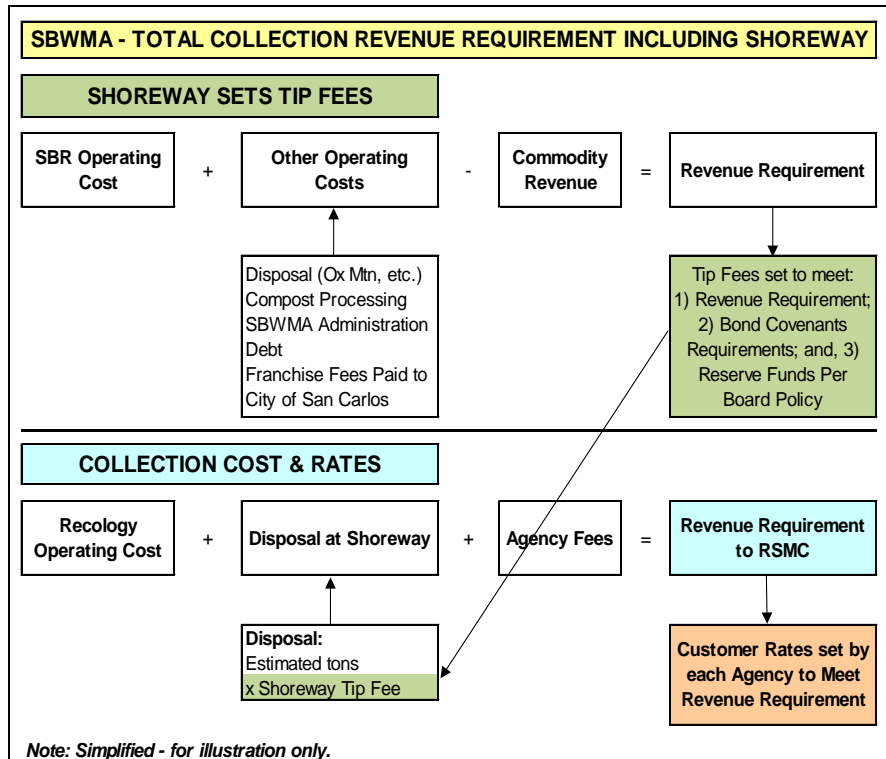 SBWMA - TOTAL COLLECTION REVENUE REQUIREMENT INCLUDING SHOREWAY
SHOREWAY SETS TIP FEES
SBR Operating
Cost
+
Other Operating
Costs
-
Commodity
Revenue
=
Revenue Requirement
Disposal (Ox Mtn, etc.)
Compost Processing
SBWMA Administration
Debt
Franchise Fees Paid to
City of San Carlos
Tip Fees set to meet:
1) Revenue Requirement;
2) Bond Covenants
Requirements; and, 3)
Reserve Funds Per
Board Policy
COLLECTION COST & RATES
Recology
Operating Cost
+
Disposal at Shoreway
+
Agency Fees
=
Revenue Requirement
to RSMC
Disposal:
Estimated tons
x Shoreway Tip Fee
Customer Rates set by
each Agency to Meet
Revenue Requirement
Note: Simplified - for illustration only.